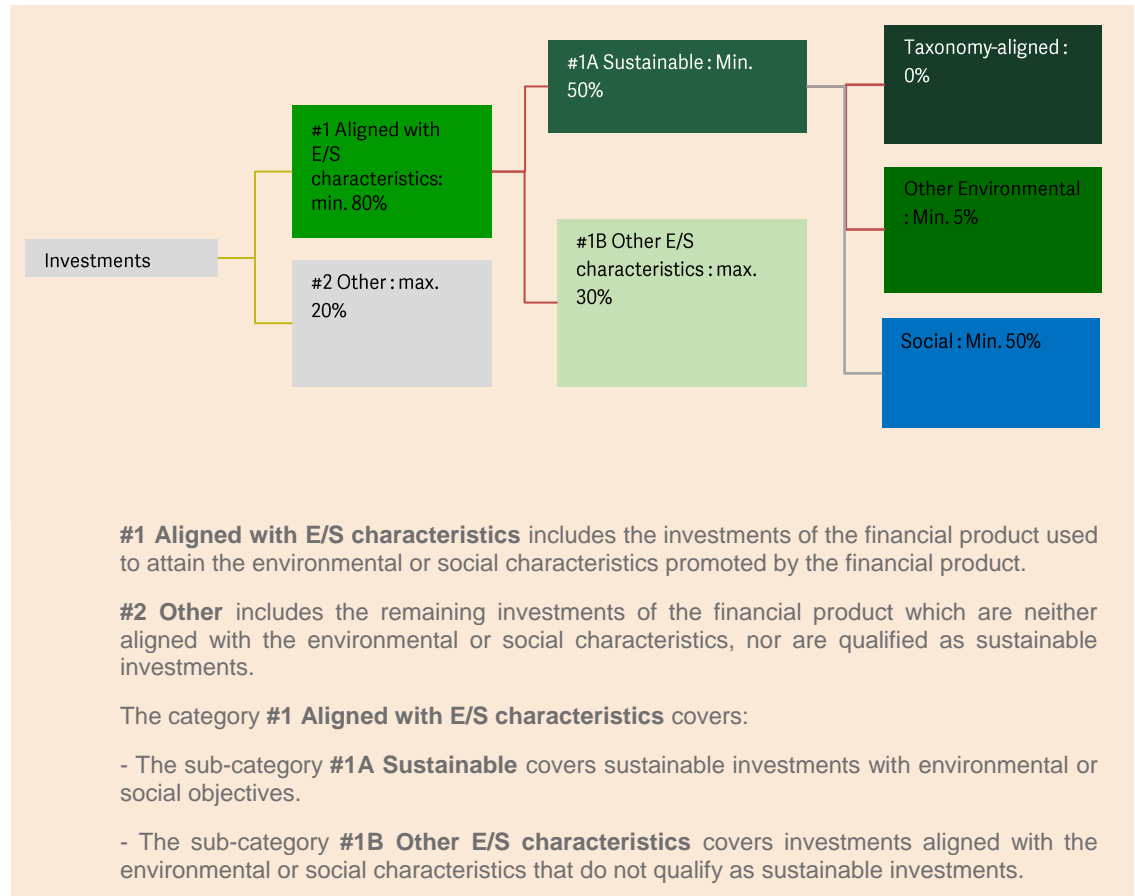 Investments
#1 Aligned with
E/S
characteristics:
min. 80%
#2 Other : max.
20%
#1A Sustainable : Min.
50%
#1B Other E/S
characteristics : max.
30%
Taxonomy-aligned :
0%
Other Environmental
: Min. 5%
Social : Min. 50%
#1 Aligned with E/S characteristics includes the investments of the financial product used
to attain the environmental or social characteristics promoted by the financial product.
#2 Other includes the remaining investments of the financial product which are neither
aligned with the environmental or social characteristics, nor are qualified as sustainable
investments.
The category #1 Aligned with E/S characteristics covers:
- The sub-category #1A Sustainable covers sustainable investments with environmental or
social objectives.
- The sub-category #1B Other E/S characteristics covers investments aligned with the
environmental or social characteristics that do not qualify as sustainable investments.